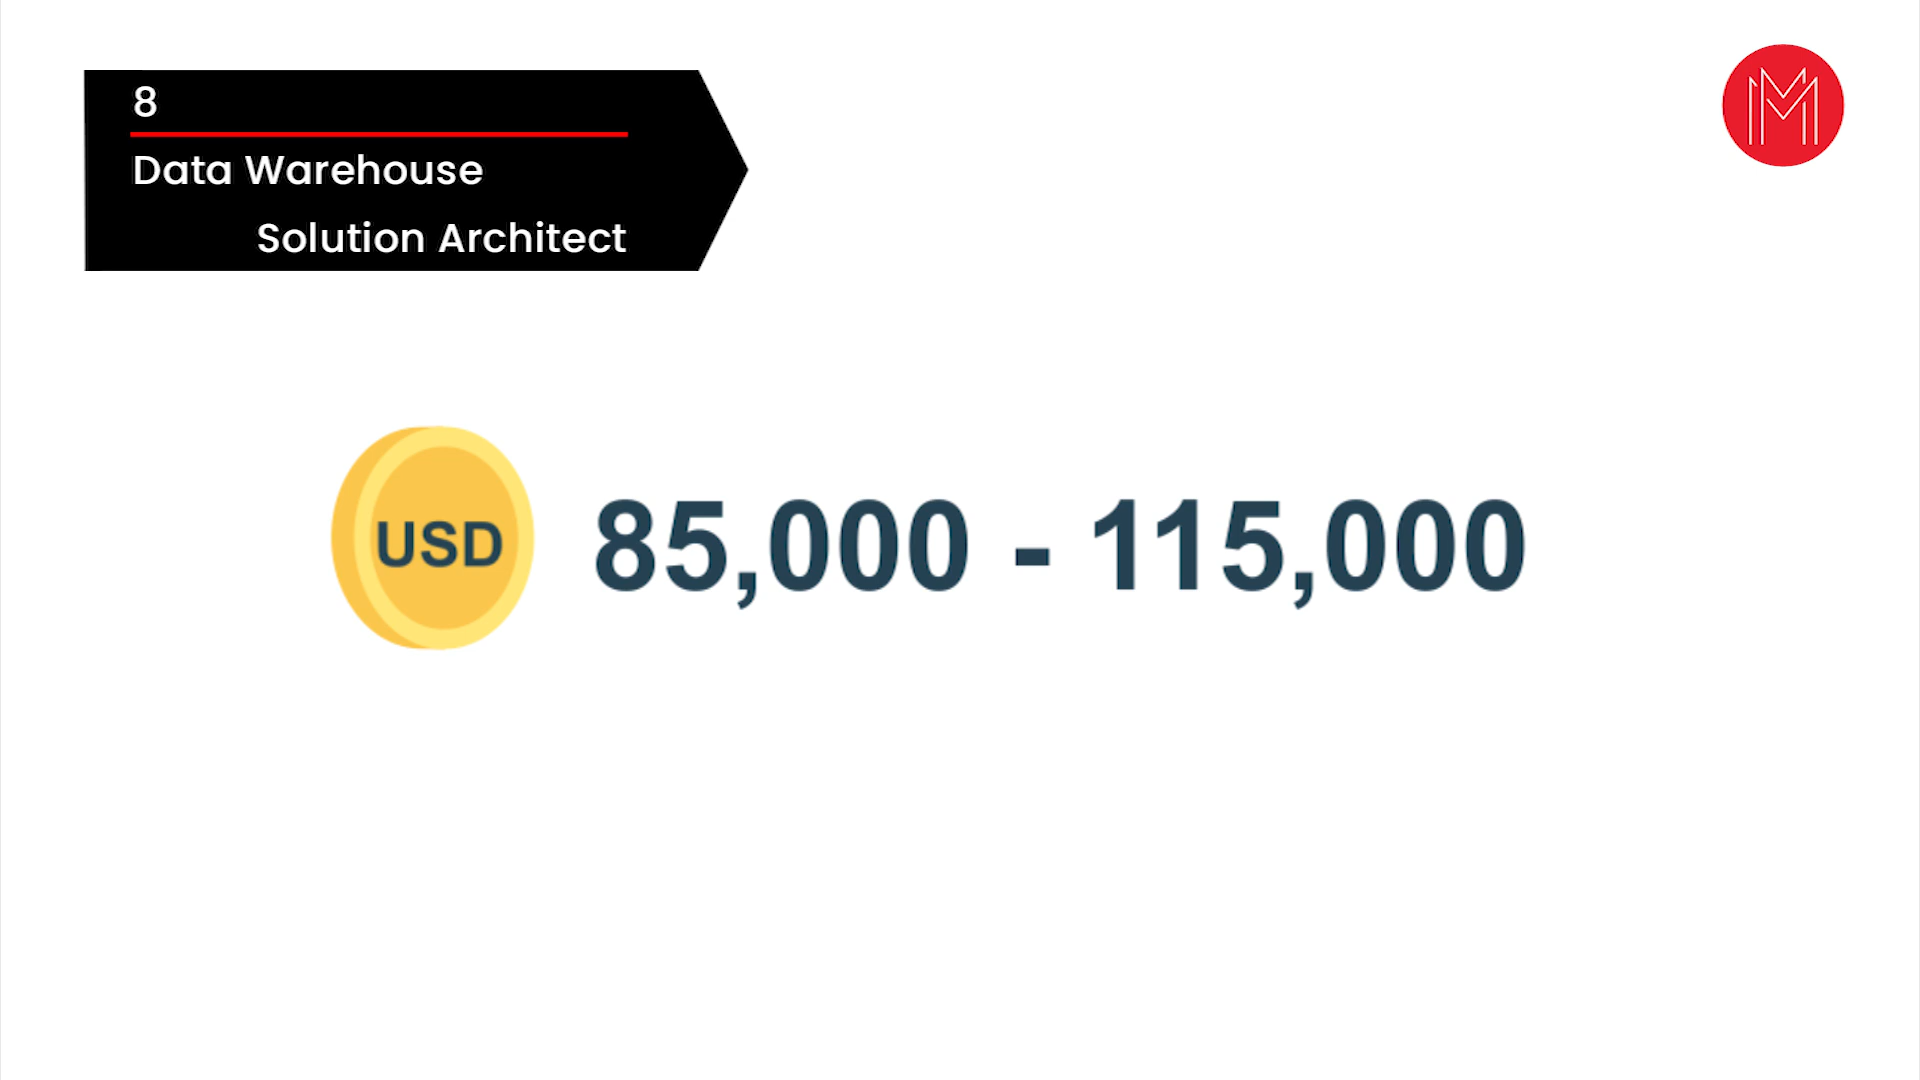 8
Data Warehouse
Solution Architect
USD
85,000 - 115,000